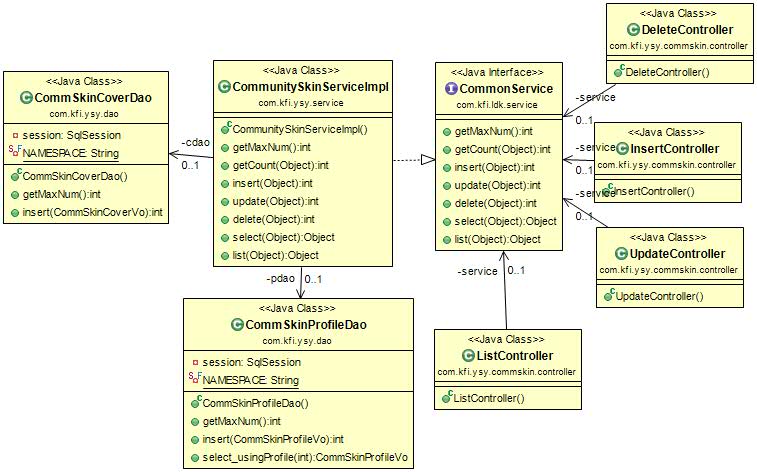 <<Java Class>>
DeleteController
com.kfi.ysy.commskin.controller
DeleteController()
<<Java Class>>
CommSkinCoverDao
com.kfi.ysy.dao
session: SqlSession
NAMESPACE: String
CommSkinCoverDao()
getMaxNum():int
insert(CommSkinCoverVo):int
-cdao
0..1
<<Java Class>>
CommunitySkinServiceImpl
com.kfi.ysy.service
CommunitySkinServiceImpl()
getMaxNum():int
getCount(Object):int
insert(Object):int
update(Object):int
delete(Object):int
select(Object):Object
list(Object):Object
<<Java Interface>>
CommonService
com.kfi.ldk.service
getMaxNum():int
getCount(Object):int
insert(Object):int
update(Object):int
delete(Object):int
select(Object):Object
list(Object):Object
-service
0..1
<<Java Class>>
InsertController
com.kfi.ysy.commskin.controller
InsertController()
-service
0..1
-service
0..1
<<Java Class>>
UpdateController
com.kfi.ysy.commskin.controller
UpdateController()
-pdao
0..1
-service
0..1
<<Java Class>>
CommSkinProfileDao
com.kfi.ysy.dao
session: SqlSession
NAMESPACE: String
CommSkinProfileDao()
getMaxNum():int
insert(CommSkinProfileVo):int
select_usingProfile(int):CommSkinProfileVo
<<Java Class>>
ListController
com.kfi.ysy.commskin.controller
ListController()